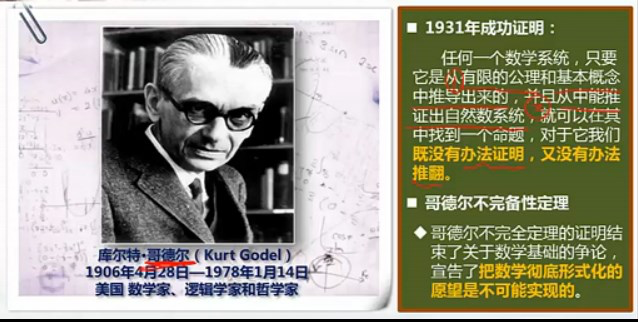 库尔特·哥德尔（Kurt Godel）
1906年4月28日—1978年1月14日
美国 数学家、逻辑学家和哲学家
■ 1931年成功证明：
任何一个数学系统，只要
它是从有限的公理和基本概念
中推导出来的，并且从中能推
证出自然数系统，就可以在其
中找到一个命题，对于它我们
既没有办法证明，又没有办法
推翻。
■ 哥德尔不完备性定理
◆ 哥德尔不完全定理的证明结
束了关于数学基础的争论，
宣告了把数学彻底形式化的
愿望是不可能实现的。